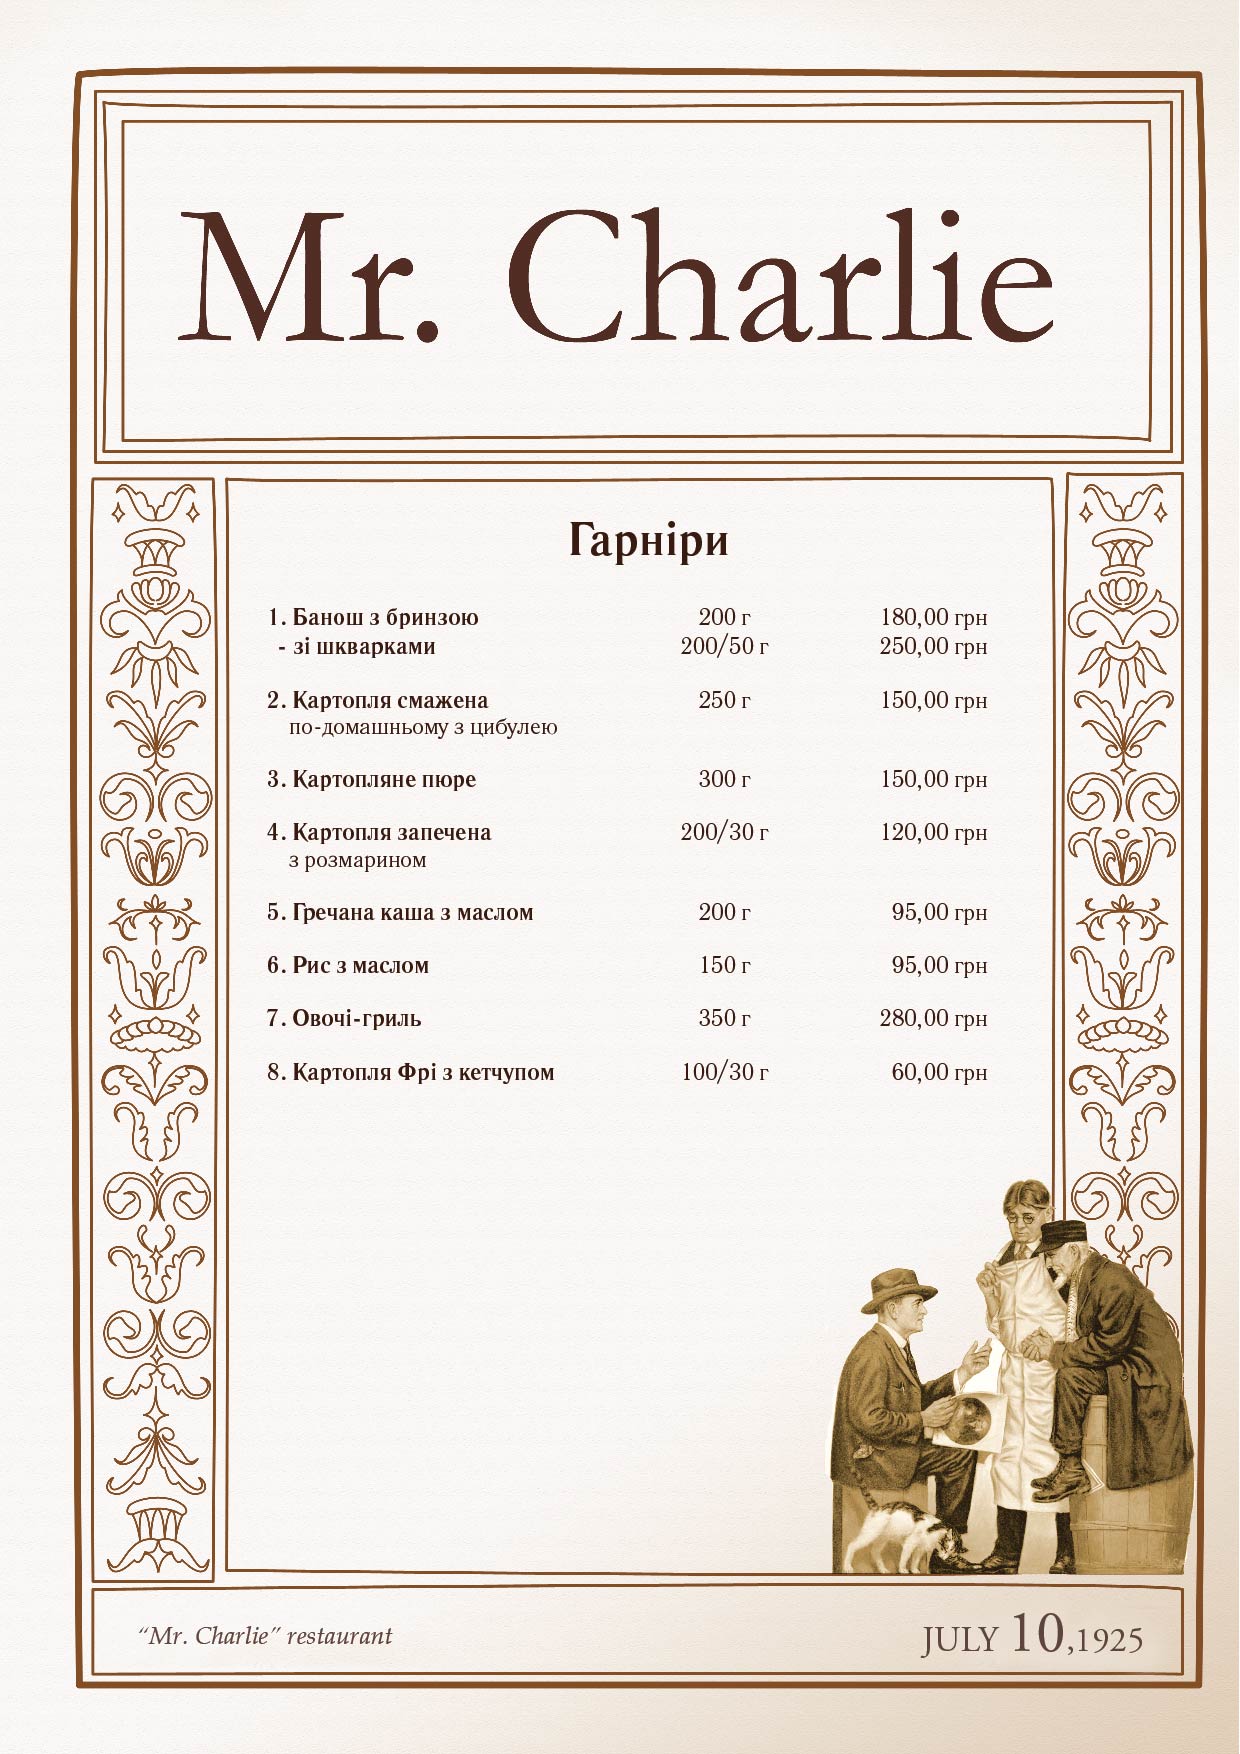 Mr. Charlie
Гарніри
1. Банош з бринзою 200 г 180,00 грн
- зі шкварками 200/50 г 250,00 грн
2. Картопля смажена 250 г 150,00 грн
по-домашньому з цибулею
3. Картопляне пюре 300 г 150,00 грн
4. Картопля запечена 200/30 г 120,00 грн
з розмарином
5. Гречана каша з маслом 200 г 95,00 грн
6. Рис з маслом 150 г 95,00 грн
7. Овочі-гриль 350 г 280,00 грн
8. Картопля Фрі з кетчупом 100/30 г 60,00 грн
“Mr. Charlie” restaurant JULY 10,1925